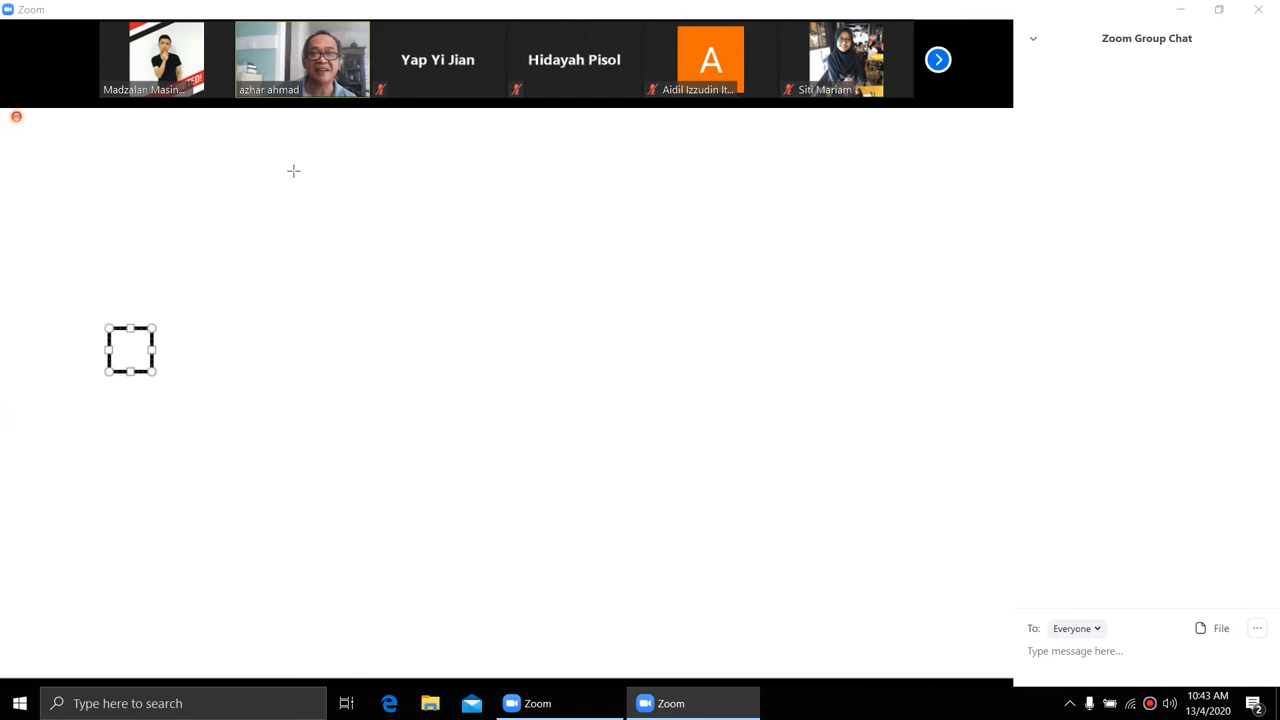 Zoom
Zoom Group Chat
Yap Yi Jian
Hidayah Pisol
A
Madzalan Masin...
azhar ahmad
Aidil Izzudin It...
Siti Mariam
To:
Everyone
File
Type message here...
Type here to search
Zoom
Zoom
10:43 AM
13/4/2020
2